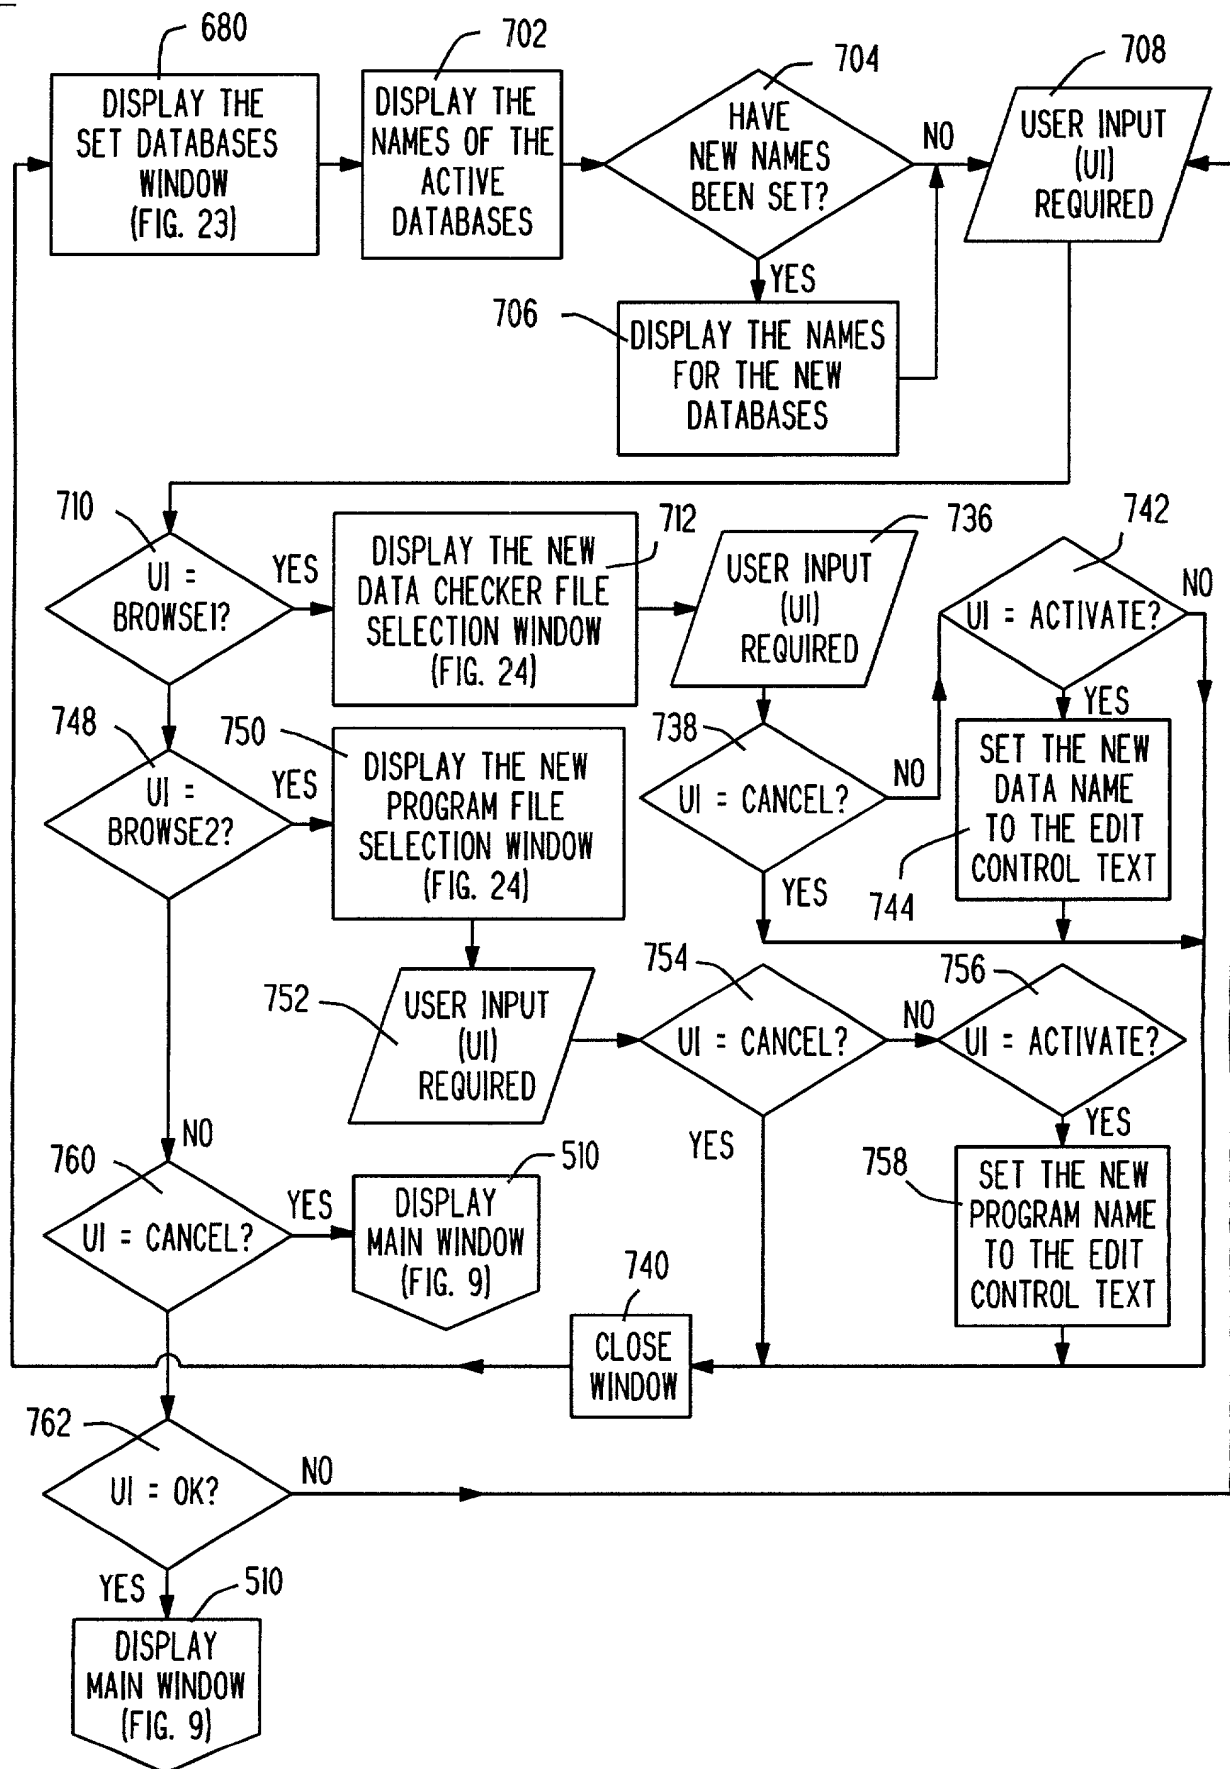 680
DISPLAY THE
SET DATABASES
WINDOW
(FIG. 23)
702
DISPLAY THE
NAMES OF THE
ACTIVE
DATABASES
704
HAVE
NEW NAMES
BEEN SET?
NO
YES
708
USER INPUT
(UI)
REQUIRED
706
DISPLAY THE NAMES
FOR THE NEW
DATABASES
710
UI =
BROWSE1?
YES
712
DISPLAY THE NEW
DATA CHECKER FILE
SELECTION WINDOW
(FIG. 24)
736
USER INPUT
(UI)
REQUIRED
742
UI = ACTIVATE?
NO
YES
748
UI =
BROWSE2?
YES
750
DISPLAY THE NEW
PROGRAM FILE
SELECTION WINDOW
(FIG. 24)
738
UI = CANCEL?
NO
YES
SET THE NEW
DATA NAME
TO THE EDIT
CONTROL TEXT
744
752
USER INPUT
(UI)
REQUIRED
754
UI = CANCEL?
NO
YES
756
UI = ACTIVATE?
YES
NO
760
UI = CANCEL?
YES
510
DISPLAY
MAIN WINDOW
(FIG. 9)
758
SET THE NEW
PROGRAM NAME
TO THE EDIT
CONTROL TEXT
740
CLOSE
WINDOW
762
UI = OK?
NO
YES
510
DISPLAY
MAIN WINDOW
(FIG. 9)